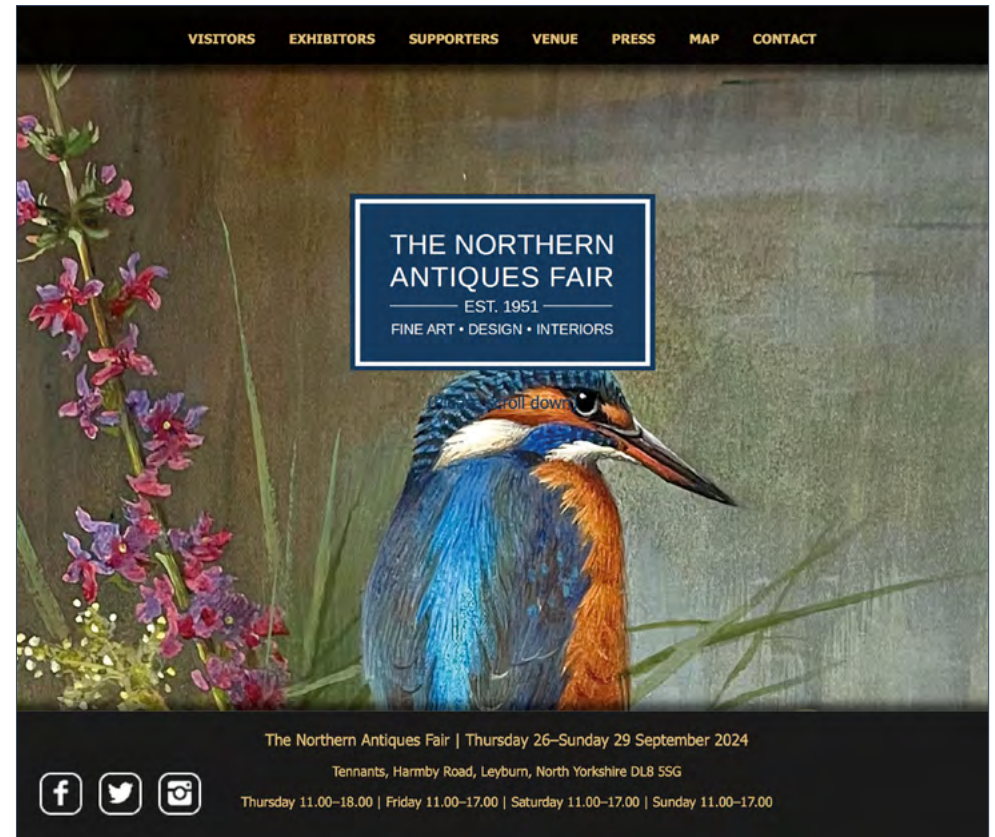 VISITORS EXHIBITORS SUPPORTERS VENUE PRESS MAP CONTACT
THE NORTHERN
ANTIQUES FAIR
EST. 1951
FINE ART • DESIGN • INTERIORS
scroll down
The Northern Antiques Fair | Thursday 26–Sunday 29 September 2024
Tennants, Harmby Road, Leyburn, North Yorkshire DL8 5SG
Thursday 11.00–18.00 | Friday 11.00–17.00 | Saturday 11.00–17.00 | Sunday 11.00–17.00